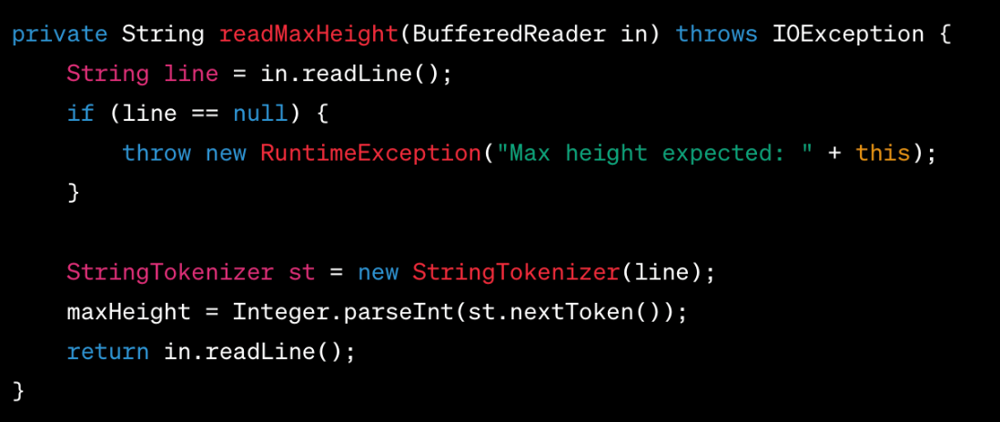 private String readMaxHeight(BufferedReader in) throws IOException {
    String line = in.readLine();
    if (line == null) {
        throw new RuntimeException("Max height expected: " + this);
    }

    StringTokenizer st = new StringTokenizer(line);
    maxHeight = Integer.parseInt(st.nextToken());
    return in.readLine();
}